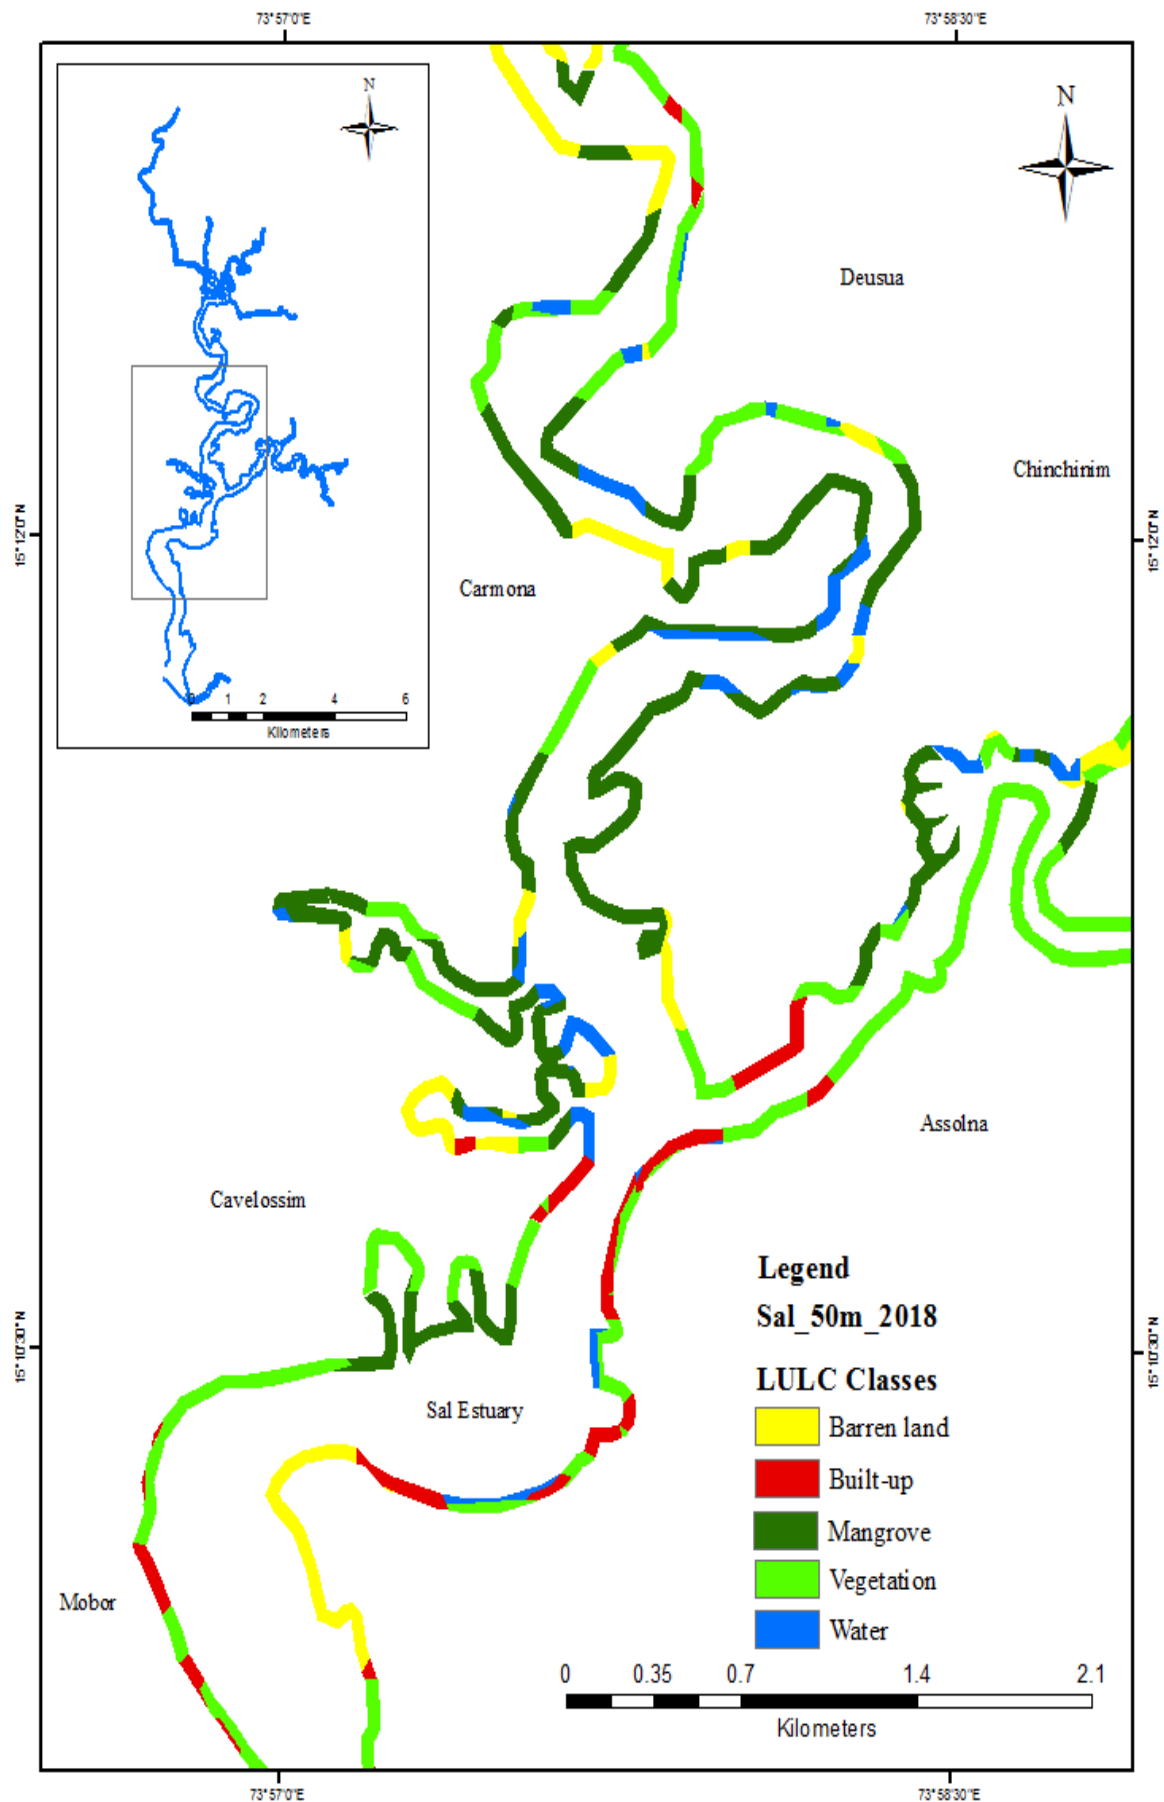 73°57'0"E
73°58'30"E
N
N
Deusua
Chinchinim
15°12'0"N
15°12'0"N
Carmona
0 1 2 4 6
Kilometers
Assolna
Cavelossim
Legend
Sal_50m_2018
15°10'30"N
15°10'30"N
LULC Classes
Sal Estuary
Barren land
Built-up
Mangrove
Vegetation
Mobor
Water
0 0.35 0.7 1.4 2.1
Kilometers
73°57'0"E
73°58'30"E